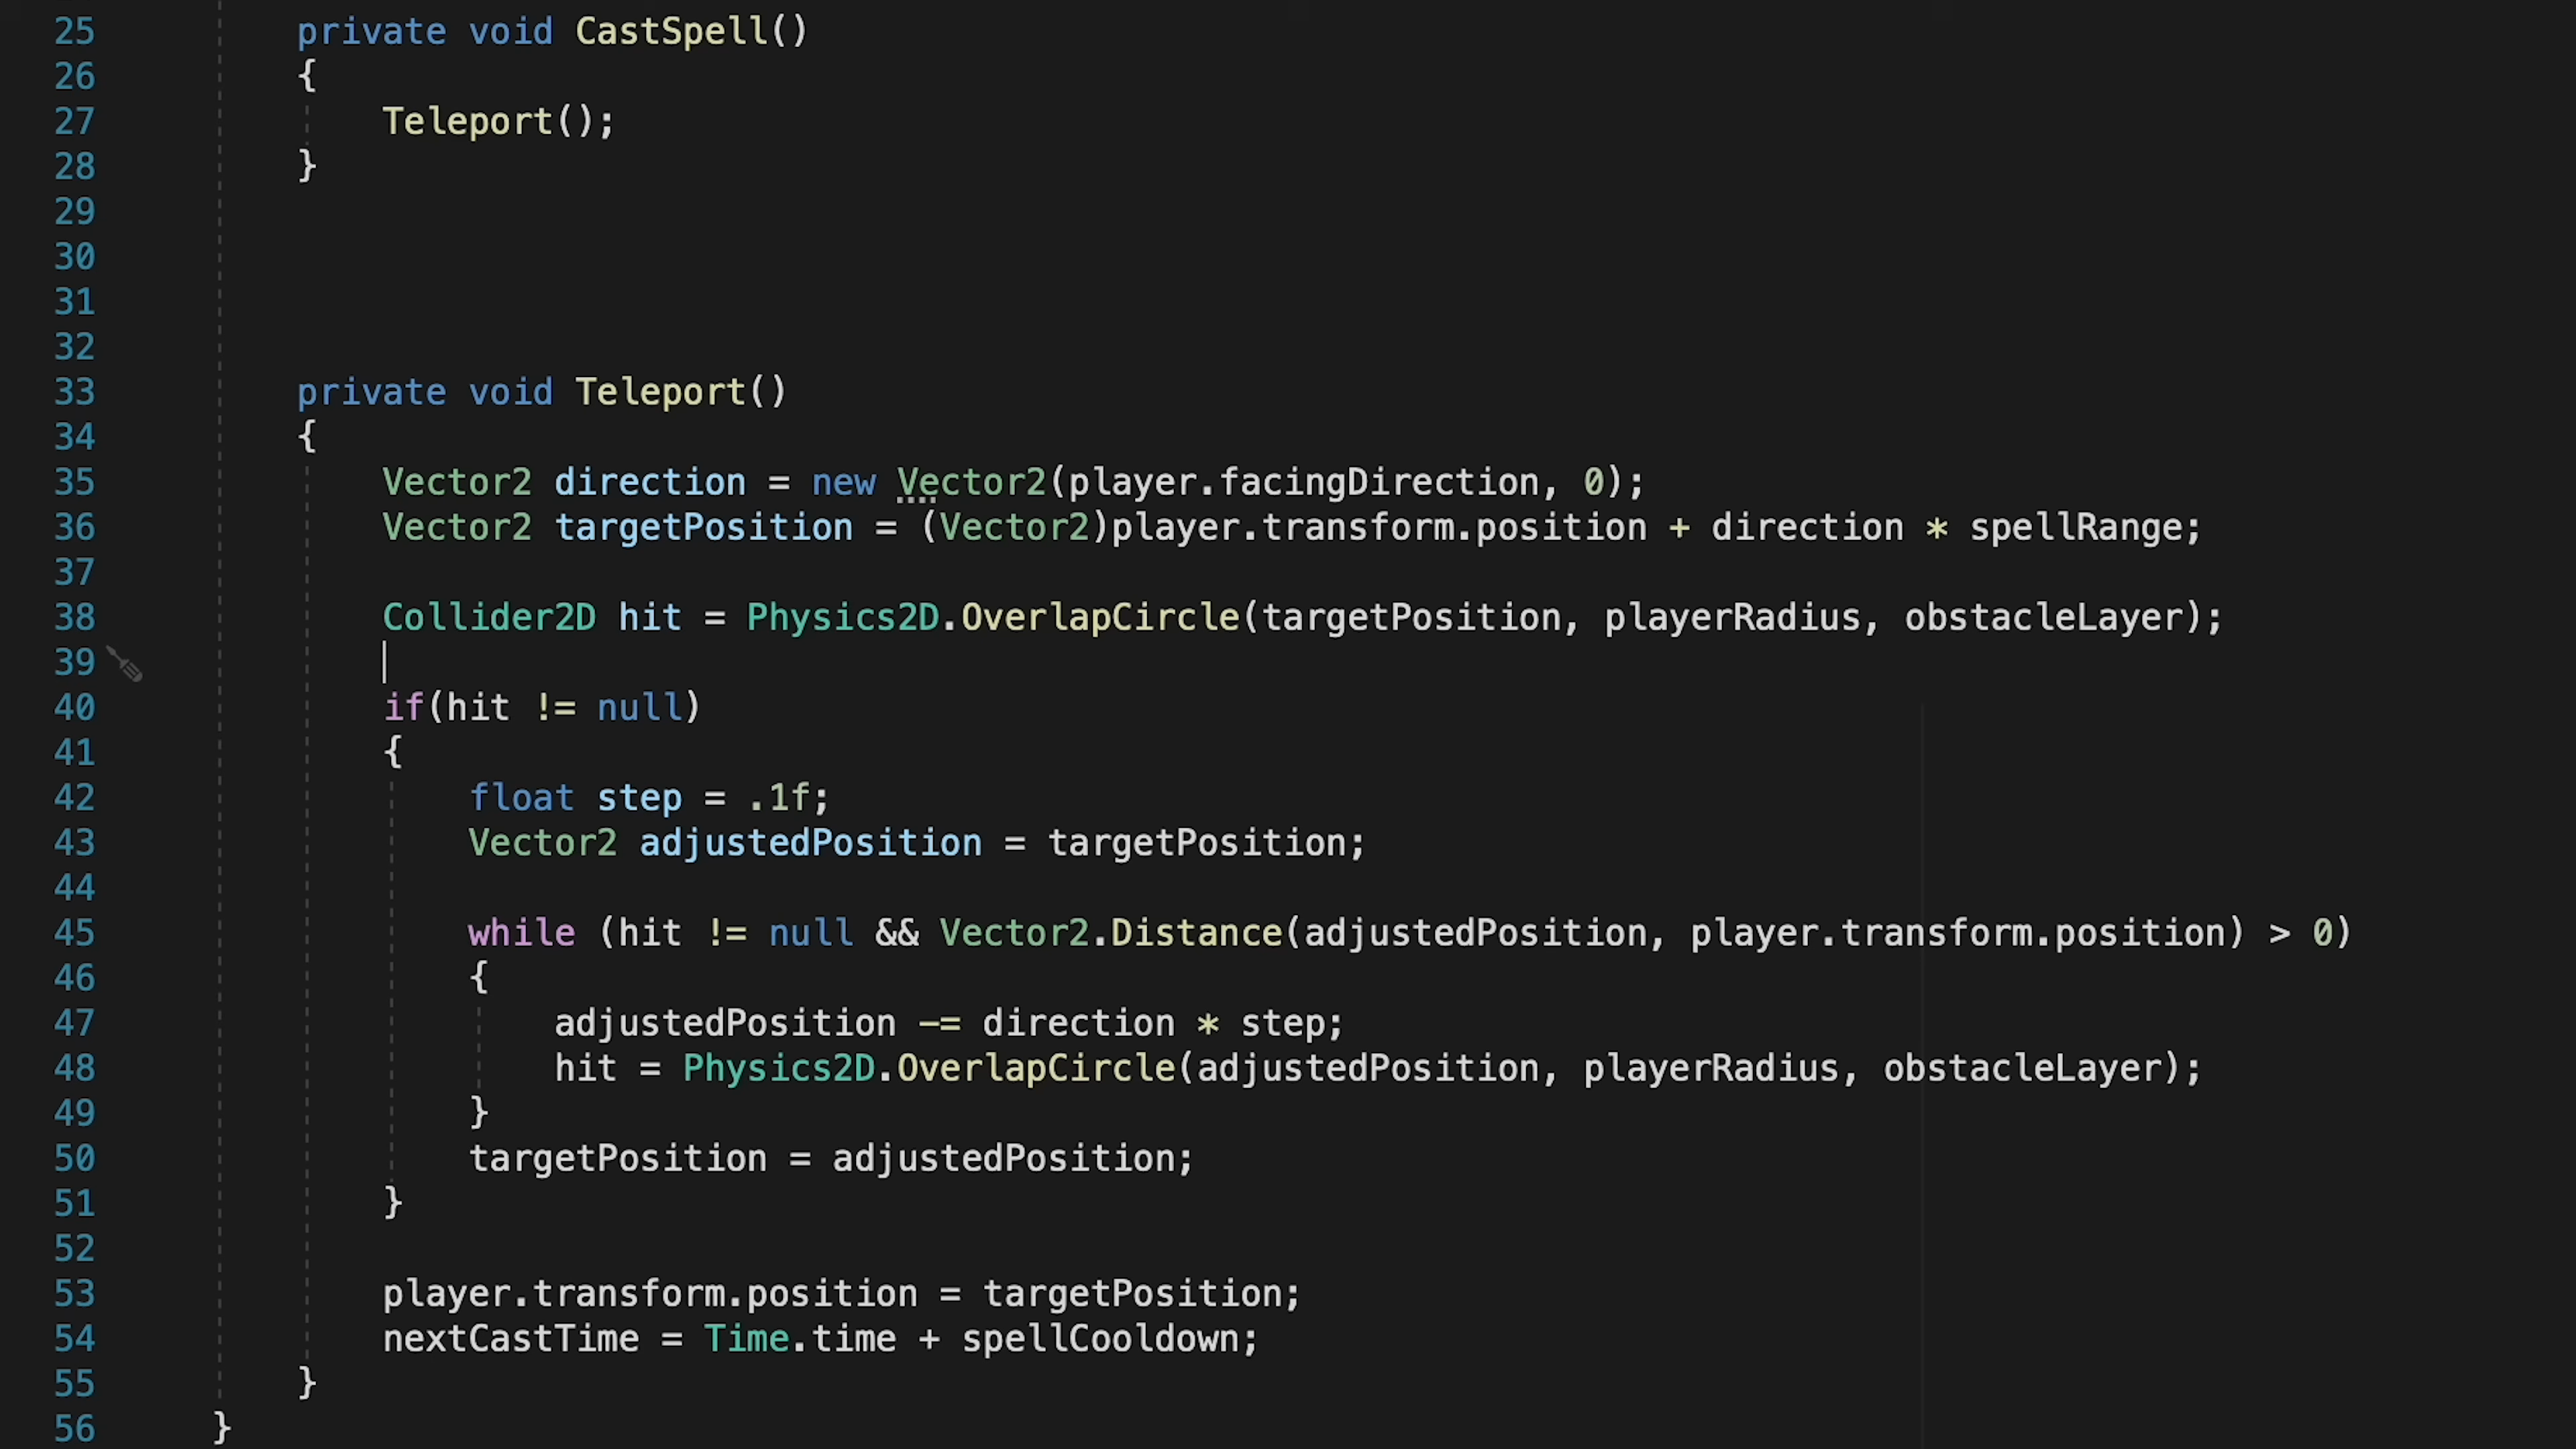 25 private void CastSpell()
26 {
27 Teleport();
28 }
29
30
31
32
33 private void Teleport()
34 {
35 Vector2 direction = new Vector2(player.facingDirection, 0);
36 Vector2 targetPosition = (Vector2)player.transform.position + direction * spellRange;
37
38 Collider2D hit = Physics2D.OverlapCircle(targetPosition, playerRadius, obstacleLayer);
39
40 if(hit != null)
41 {
42 float step = .1f;
43 Vector2 adjustedPosition = targetPosition;
44
45 while (hit != null && Vector2.Distance(adjustedPosition, player.transform.position) > 0)
46 {
47 adjustedPosition -= direction * step;
48 hit = Physics2D.OverlapCircle(adjustedPosition, playerRadius, obstacleLayer);
49 }
50 targetPosition = adjustedPosition;
51 }
52
53 player.transform.position = targetPosition;
54 nextCastTime = Time.time + spellCooldown;
55 }
56 }